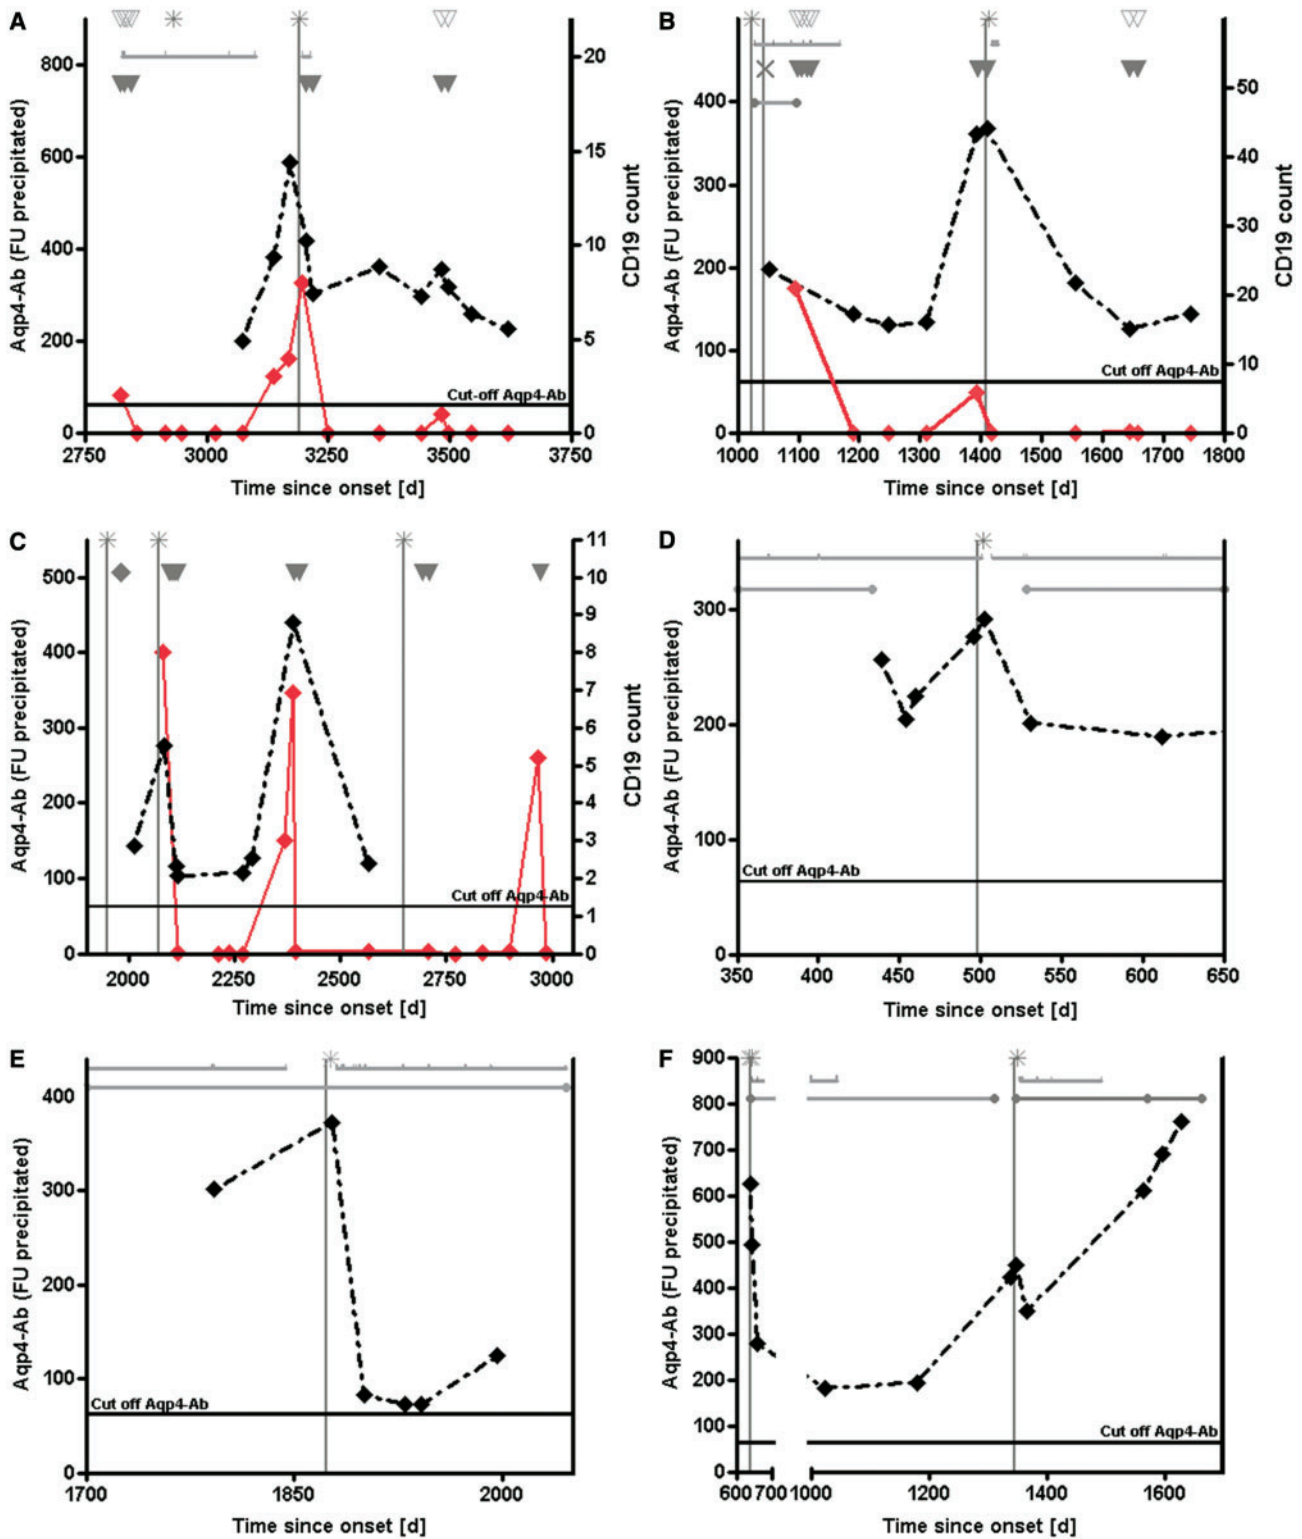 A
800
600
400
200
0
Aqp4-Ab (FU precipitated)
20
15
10
5
0
CD19 count
Cut-off Aqp4-Ab
2750 3000 3250 3500 3750
Time since onset [d]
B
400
300
200
100
0
Aqp4-Ab (FU precipitated)
50
40
30
20
10
0
CD19 count
Cut off Aqp4-Ab
1000 1100 1200 1300 1400 1500 1600 1700 1800
Time since onset [d]
C
500
400
300
200
100
0
Aqp4-Ab (FU precipitated)
11
10
9
8
7
6
5
4
3
2
1
0
CD19 count
Cut off Aqp4-Ab
2000 2250 2500 2750 3000
Time since onset [d]
D
300
200
100
0
Aqp4-Ab (FU precipitated)
Cut off Aqp4-Ab
350 400 450 500 550 600 650
Time since onset [d]
E
400
300
200
100
0
Aqp4-Ab (FU precipitated)
Cut off Aqp4-Ab
1700 1850 2000
Time since onset [d]
F
900
800
700
600
500
400
300
200
100
0
Aqp4-Ab (FU precipitated)
Cut off Aqp4-Ab
600 700 1000 1200 1400 1600
Time since onset [d]